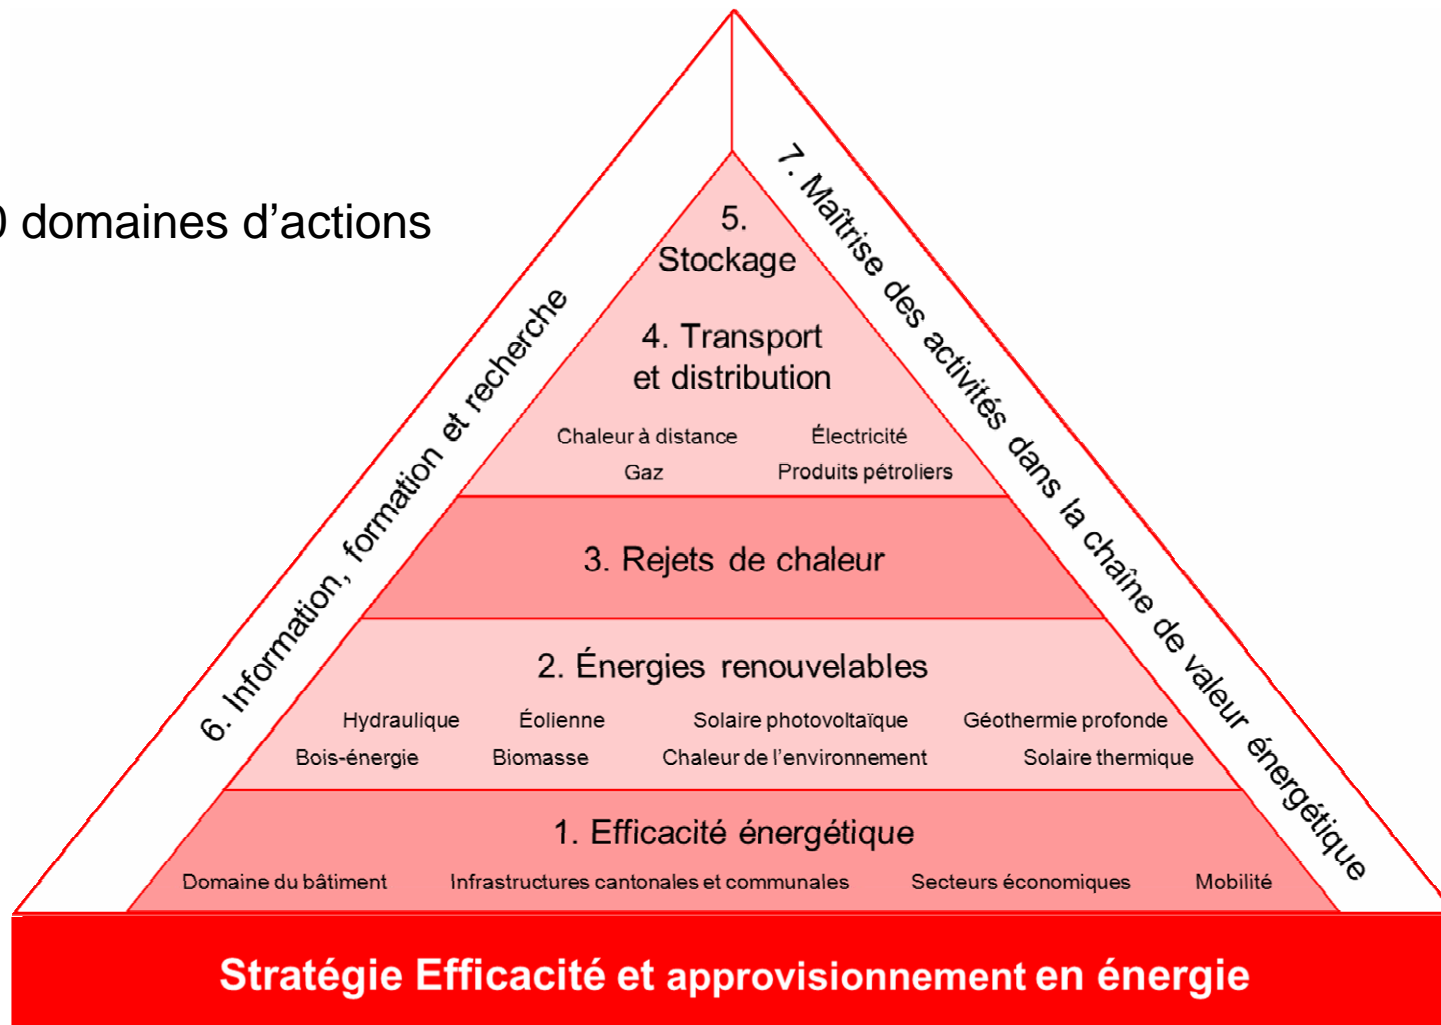 0 domaines d’actions
5.
Stockage
4. Transport
et distribution
Chaleur à distance Électricité
Gaz Produits pétroliers
3. Rejets de chaleur
2. Énergies renouvelables
Hydraulique Éolienne Solaire photovoltaïque Géothermie profonde
Bois-énergie Biomasse Chaleur de l’environnement Solaire thermique
1. Efficacité énergétique
Domaine du bâtiment Infrastructures cantonales et communales Secteurs économiques Mobilité
6. Information, formation et recherche
7. Maîtrise des activités dans la chaîne de valeur énergétique
Stratégie Efficacité et approvisionnement en énergie